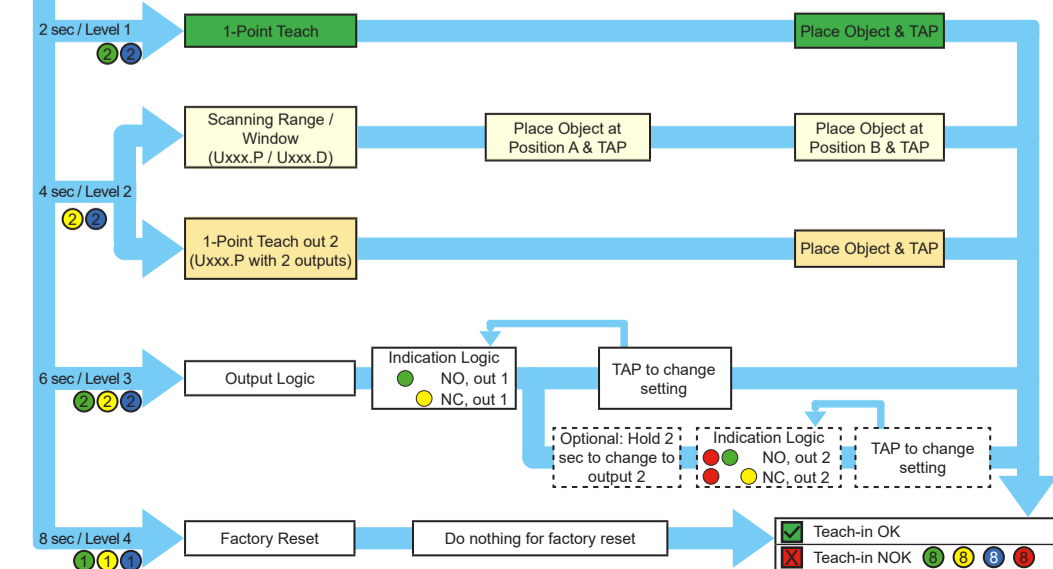 2 sec / Level 1
2 2
1-Point Teach
Place Object & TAP
Scanning Range /
Window
(Uxxx.P / Uxxx.D)
Place Object at
Position A & TAP
Place Object at
Position B & TAP
4 sec / Level 2
2 2
1-Point Teach out 2
(Uxxx.P with 2 outputs)
Place Object & TAP
6 sec / Level 3
2 2 2
Output Logic
Indication Logic
NO, out 1
NC, out 1
TAP to change
setting
Optional: Hold 2
sec to change to
output 2
Indication Logic
NO, out 2
NC, out 2
TAP to change
setting
8 sec / Level 4
1 1 1
Factory Reset
Do nothing for factory reset
Teach-in OK
Teach-in NOK 8 8 8 8